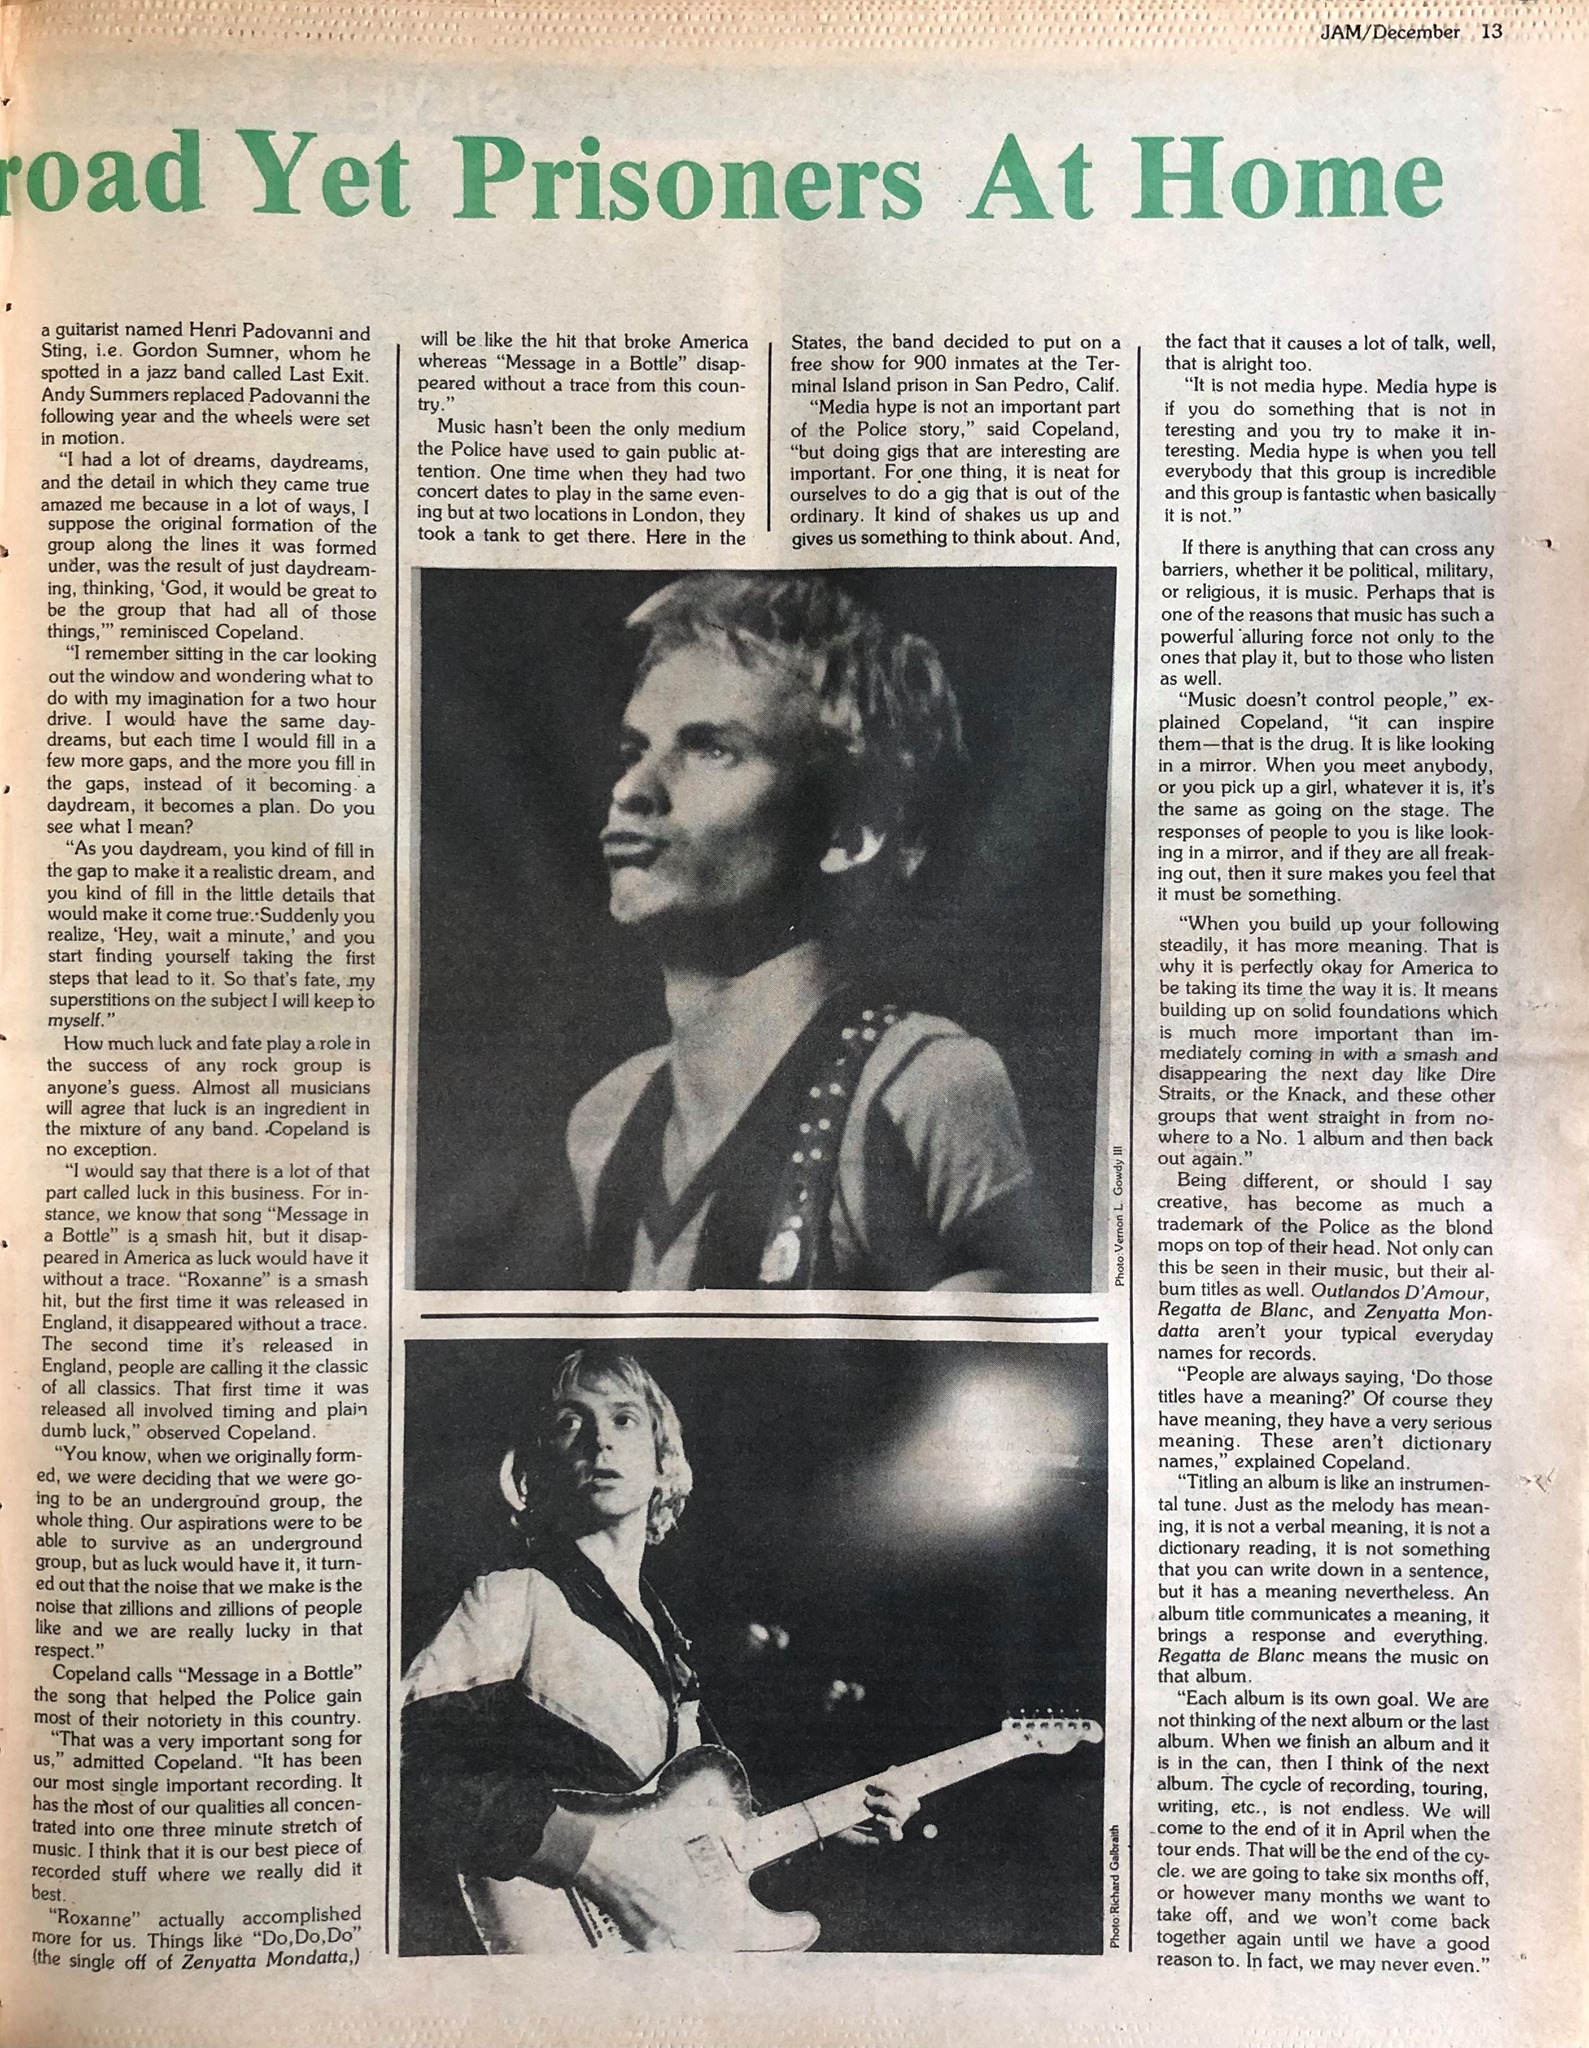 JAM/December 13
road Yet Prisoners At Home
a guitarist named Henri Padovanni and
Sting, i.e. Gordon Sumner, whom he
spotted in a jazz band called Last Exit.
Andy Summers replaced Padovanni the
following year and the wheels were set
in motion.
“I had a lot of dreams, daydreams,
and the detail in which they came true
amazed me because in a lot of ways, I
suppose the original formation of the
group along the lines it was formed
under, was the result of just daydream-
ing, thinking, ‘God, it would be great to
be the group that had all of those
things,’” reminisced Copeland.
“I remember sitting in the car looking
out the window and wondering what to
do with my imagination for a two hour
drive. I would have the same day-
dreams, but each time I would fill in a
few more gaps, and the more you fill in
the gaps, instead of it becoming a
daydream, it becomes a plan. Do you
see what I mean?
“As you daydream, you kind of fill in
the gap to make it a realistic dream, and
you kind of fill in the little details that
would make it come true. Suddenly you
realize, ‘Hey, wait a minute,’ and you
start finding yourself taking the first
steps that lead to it. So that’s fate, my
superstitions on the subject I will keep to
myself.”
How much luck and fate play a role in
the success of any rock group is
anyone’s guess. Almost all musicians
will agree that luck is an ingredient in
the mixture of any band. Copeland is
no exception.
“I would say that there is a lot of that
part called luck in this business. For in-
stance, we know that song “Message in
a Bottle” is a smash hit, but it disap-
peared in America as luck would have it
without a trace. “Roxanne” is a smash
hit, but the first time it was released in
England, it disappeared without a trace.
The second time it’s released in
England, people are calling it the classic
of all classics. That first time it was
released all involved timing and plain
dumb luck,” observed Copeland.
“You know, when we originally form-
ed, we were deciding that we were go-
ing to be an underground group, the
whole thing. Our aspirations were to be
able to survive as an underground
group, but as luck would have it, it turn-
ed out that the noise that we make is the
noise that zillions and zillions of people
like and we are really lucky in that
respect.”
Copeland calls “Message in a Bottle”
the song that helped the Police gain
most of their notoriety in this country.
“That was a very important song for
us,” admitted Copeland. “It has been
our most single important recording. It
has the most of our qualities all concen-
trated into one three minute stretch of
music. I think that it is our best piece of
recorded stuff where we really did it
best.
“Roxanne” actually accomplished
more for us. Things like “Do,Do,Do”
(the single off of Zenyatta Mondatta,)
will be like the hit that broke America
whereas “Message in a Bottle” disap-
peared without a trace from this coun-
try.”
Music hasn’t been the only medium
the Police have used to gain public at-
tention. One time when they had two
concert dates to play in the same even-
ing but at two locations in London, they
took a tank to get there. Here in the
States, the band decided to put on a
free show for 900 inmates at the Ter-
minal Island prison in San Pedro, Calif.
“Media hype is not an important part
of the Police story,” said Copeland,
“but doing gigs that are interesting are
important. For one thing, it is neat for
ourselves to do a gig that is out of the
ordinary. It kind of shakes us up and
gives us something to think about. And,
Photo: Vernon L. Gowdy III
Photo: Richard Galbraith
the fact that it causes a lot of talk, well,
that is alright too.
“It is not media hype. Media hype is
if you do something that is not in
teresting and you try to make it in-
teresting. Media hype is when you tell
everybody that this group is incredible
and this group is fantastic when basically
it is not.”
If there is anything that can cross any
barriers, whether it be political, military,
or religious, it is music. Perhaps that is
one of the reasons that music has such a
powerful alluring force not only to the
ones that play it, but to those who listen
as well.
“Music doesn’t control people,” ex-
plained Copeland, “it can inspire
them—that is the drug. It is like looking
in a mirror. When you meet anybody,
or you pick up a girl, whatever it is, it’s
the same as going on the stage. The
responses of people to you is like look-
ing in a mirror, and if they are all freak-
ing out, then it sure makes you feel that
it must be something.
“When you build up your following
steadily, it has more meaning. That is
why it is perfectly okay for America to
be taking its time the way it is. It means
building up on solid foundations which
is much more important than im-
mediately coming in with a smash and
disappearing the next day like Dire
Straits, or the Knack, and these other
groups that went straight in from no-
where to a No. 1 album and then back
out again.”
Being different, or should I say
creative, has become as much a
trademark of the Police as the blond
mops on top of their head. Not only can
this be seen in their music, but their al-
bum titles as well. Outlandos D’Amour,
Regatta de Blanc, and Zenyatta Mon-
datta aren’t your typical everyday
names for records.
“People are always saying, ‘Do those
titles have a meaning?’ Of course they
have meaning, they have a very serious
meaning. These aren’t dictionary
names,” explained Copeland.
“Titling an album is like an instrumen-
tal tune. Just as the melody has mean-
ing, it is not a verbal meaning, it is not a
dictionary reading, it is not something
that you can write down in a sentence,
but it has a meaning nevertheless. An
album title communicates a meaning, it
brings a response and everything.
Regatta de Blanc means the music on
that album.
“Each album is its own goal. We are
not thinking of the next album or the last
album. When we finish an album and it
is in the can, then I think of the next
album. The cycle of recording, touring,
writing, etc., is not endless. We will
come to the end of it in April when the
tour ends. That will be the end of the cy-
cle. we are going to take six months off,
or however many months we want to
take off, and we won’t come back
together again until we have a good
reason to. In fact, we may never even.”